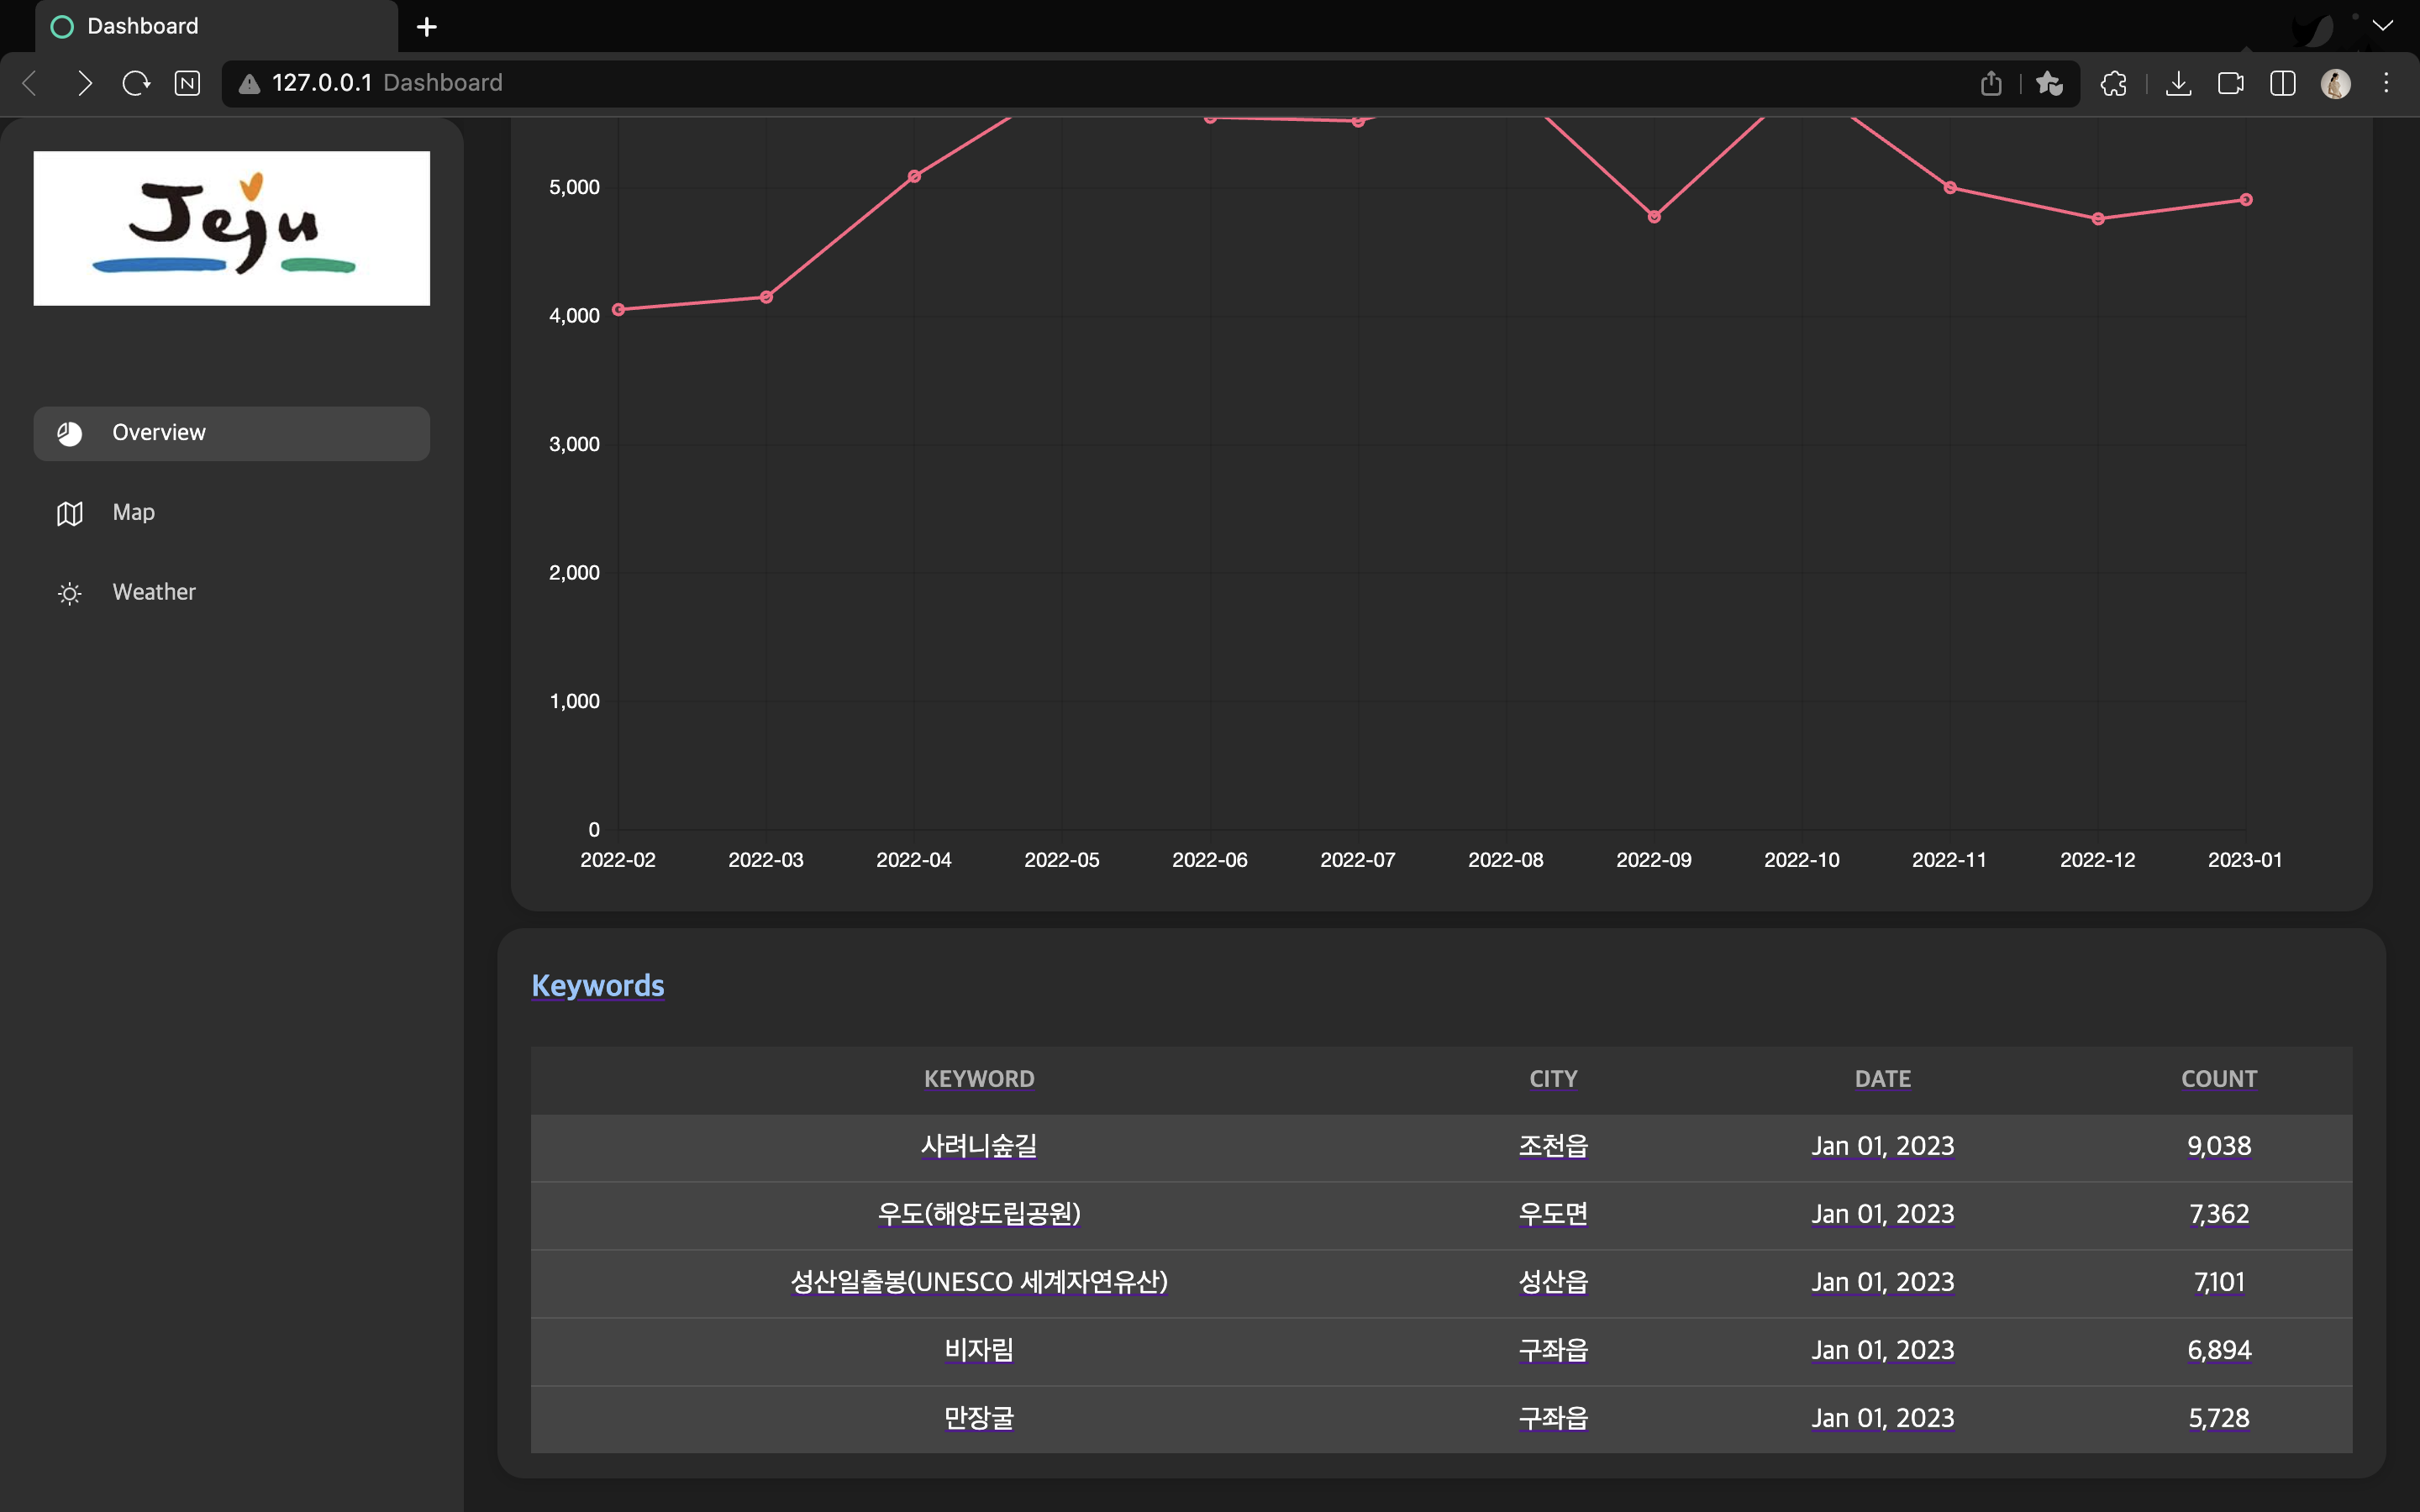 Dashboard
127.0.0.1 Dashboard
Jeju
Overview
Map
Weather
5,000
4,000
3,000
2,000
1,000
0
2022-02 2022-03 2022-04 2022-05 2022-06 2022-07 2022-08 2022-09 2022-10 2022-11 2022-12 2023-01
Keywords
KEYWORD CITY DATE COUNT
사려니숲길 조천읍 Jan 01, 2023 9,038
우도(해양도립공원) 우도면 Jan 01, 2023 7,362
성산일출봉(UNESCO 세계자연유산) 성산읍 Jan 01, 2023 7,101
비자림 구좌읍 Jan 01, 2023 6,894
만장굴 구좌읍 Jan 01, 2023 5,728